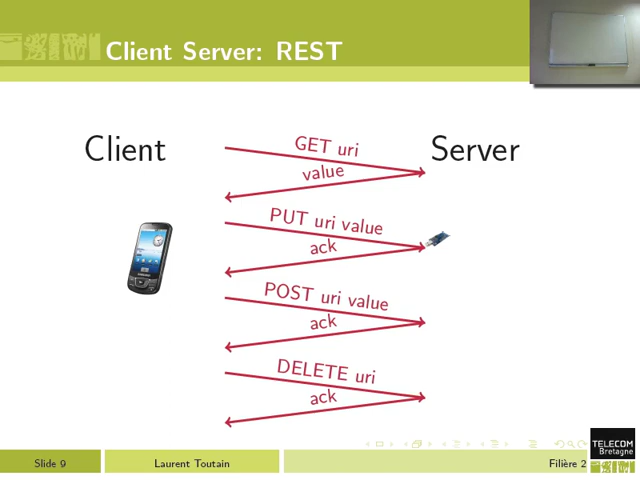 Client Server: REST
Client
Server
GET uri
value
PUT uri value
ack
POST uri value
ack
DELETE uri
ack
TELECOM
Bretagne
Slide 9
Laurent Toutain
Filière 2